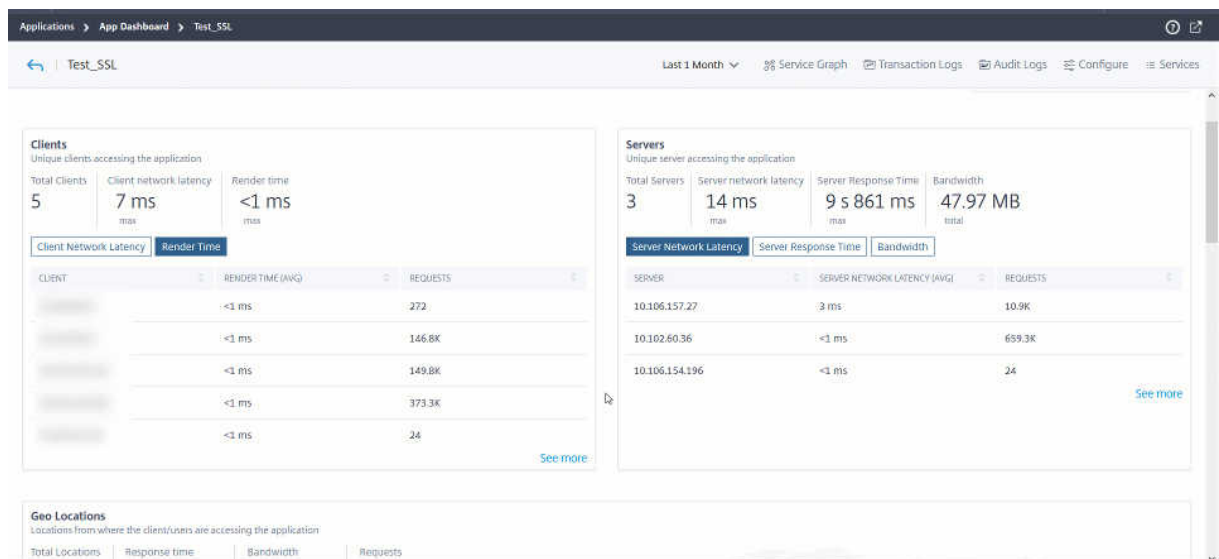 Applications > App Dashboard > Test_SSL
Test_SSL
Last 1 Month
Service Graph
Transaction Logs
Audit Logs
Configure
Services
Clients
Unique clients accessing the application
Total Clients Client network latency Render time
5 7 ms <1 ms
max max
Client Network Latency Render Time
CLIENT RENDER TIME (AVG) REQUESTS
<1 ms 272
<1 ms 146.8K
<1 ms 149.8K
<1 ms 373.3K
<1 ms 24
See more
Servers
Unique server accessing the application
Total Servers Server network latency Server Response Time Bandwidth
3 14 ms 9 s 861 ms 47.97 MB
max max total
Server Network Latency Server Response Time Bandwidth
SERVER SERVER NETWORK LATENCY (AVG) REQUESTS
10.106.157.27 3 ms 10.9K
10.102.60.36 <1 ms 659.3K
10.106.154.196 <1 ms 24
See more
Geo Locations
Locations from where the client/users are accessing the application
Total Locations Response time Bandwidth Requests